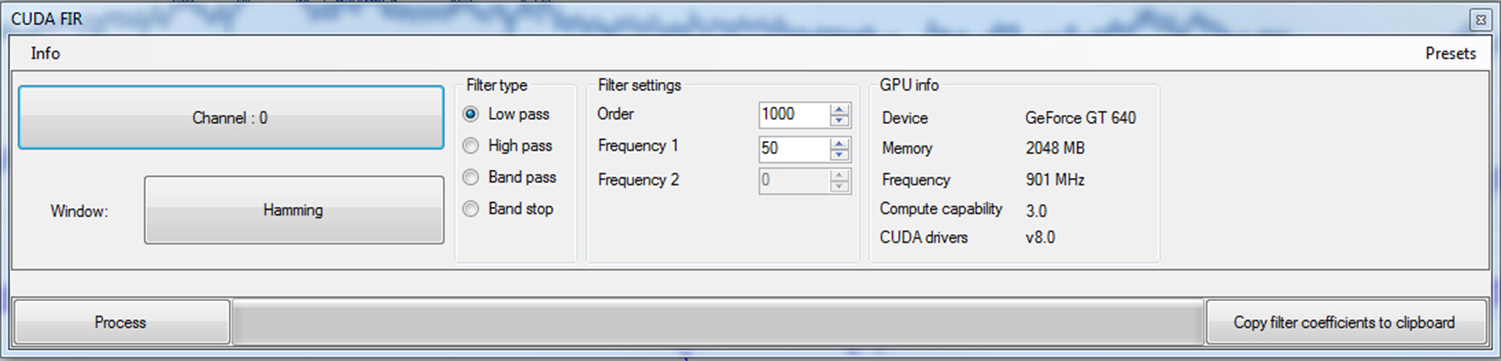 CUDA FIR
Info
Presets
Channel : 0
Window:
Hamming
Filter type
Low pass
High pass
Band pass
Band stop
Filter settings
Order 1000
Frequency 1 50
Frequency 2 0
GPU info
Device GeForce GT 640
Memory 2048 MB
Frequency 901 MHz
Compute capability 3.0
CUDA drivers v8.0
Process
Copy filter coefficients to clipboard